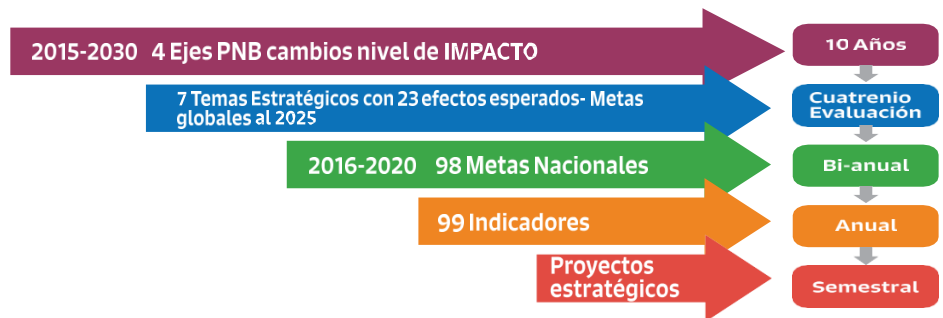 2015-2030 4 Ejes PNB cambios nivel de IMPACTO
10 Años
7 Temas Estratégicos con 23 efectos esperados- Metas
globales al 2025
Cuatrenio
Evaluación
2016-2020 98 Metas Nacionales
Bi-anual
99 Indicadores
Anual
Proyectos
estratégicos
Semestral